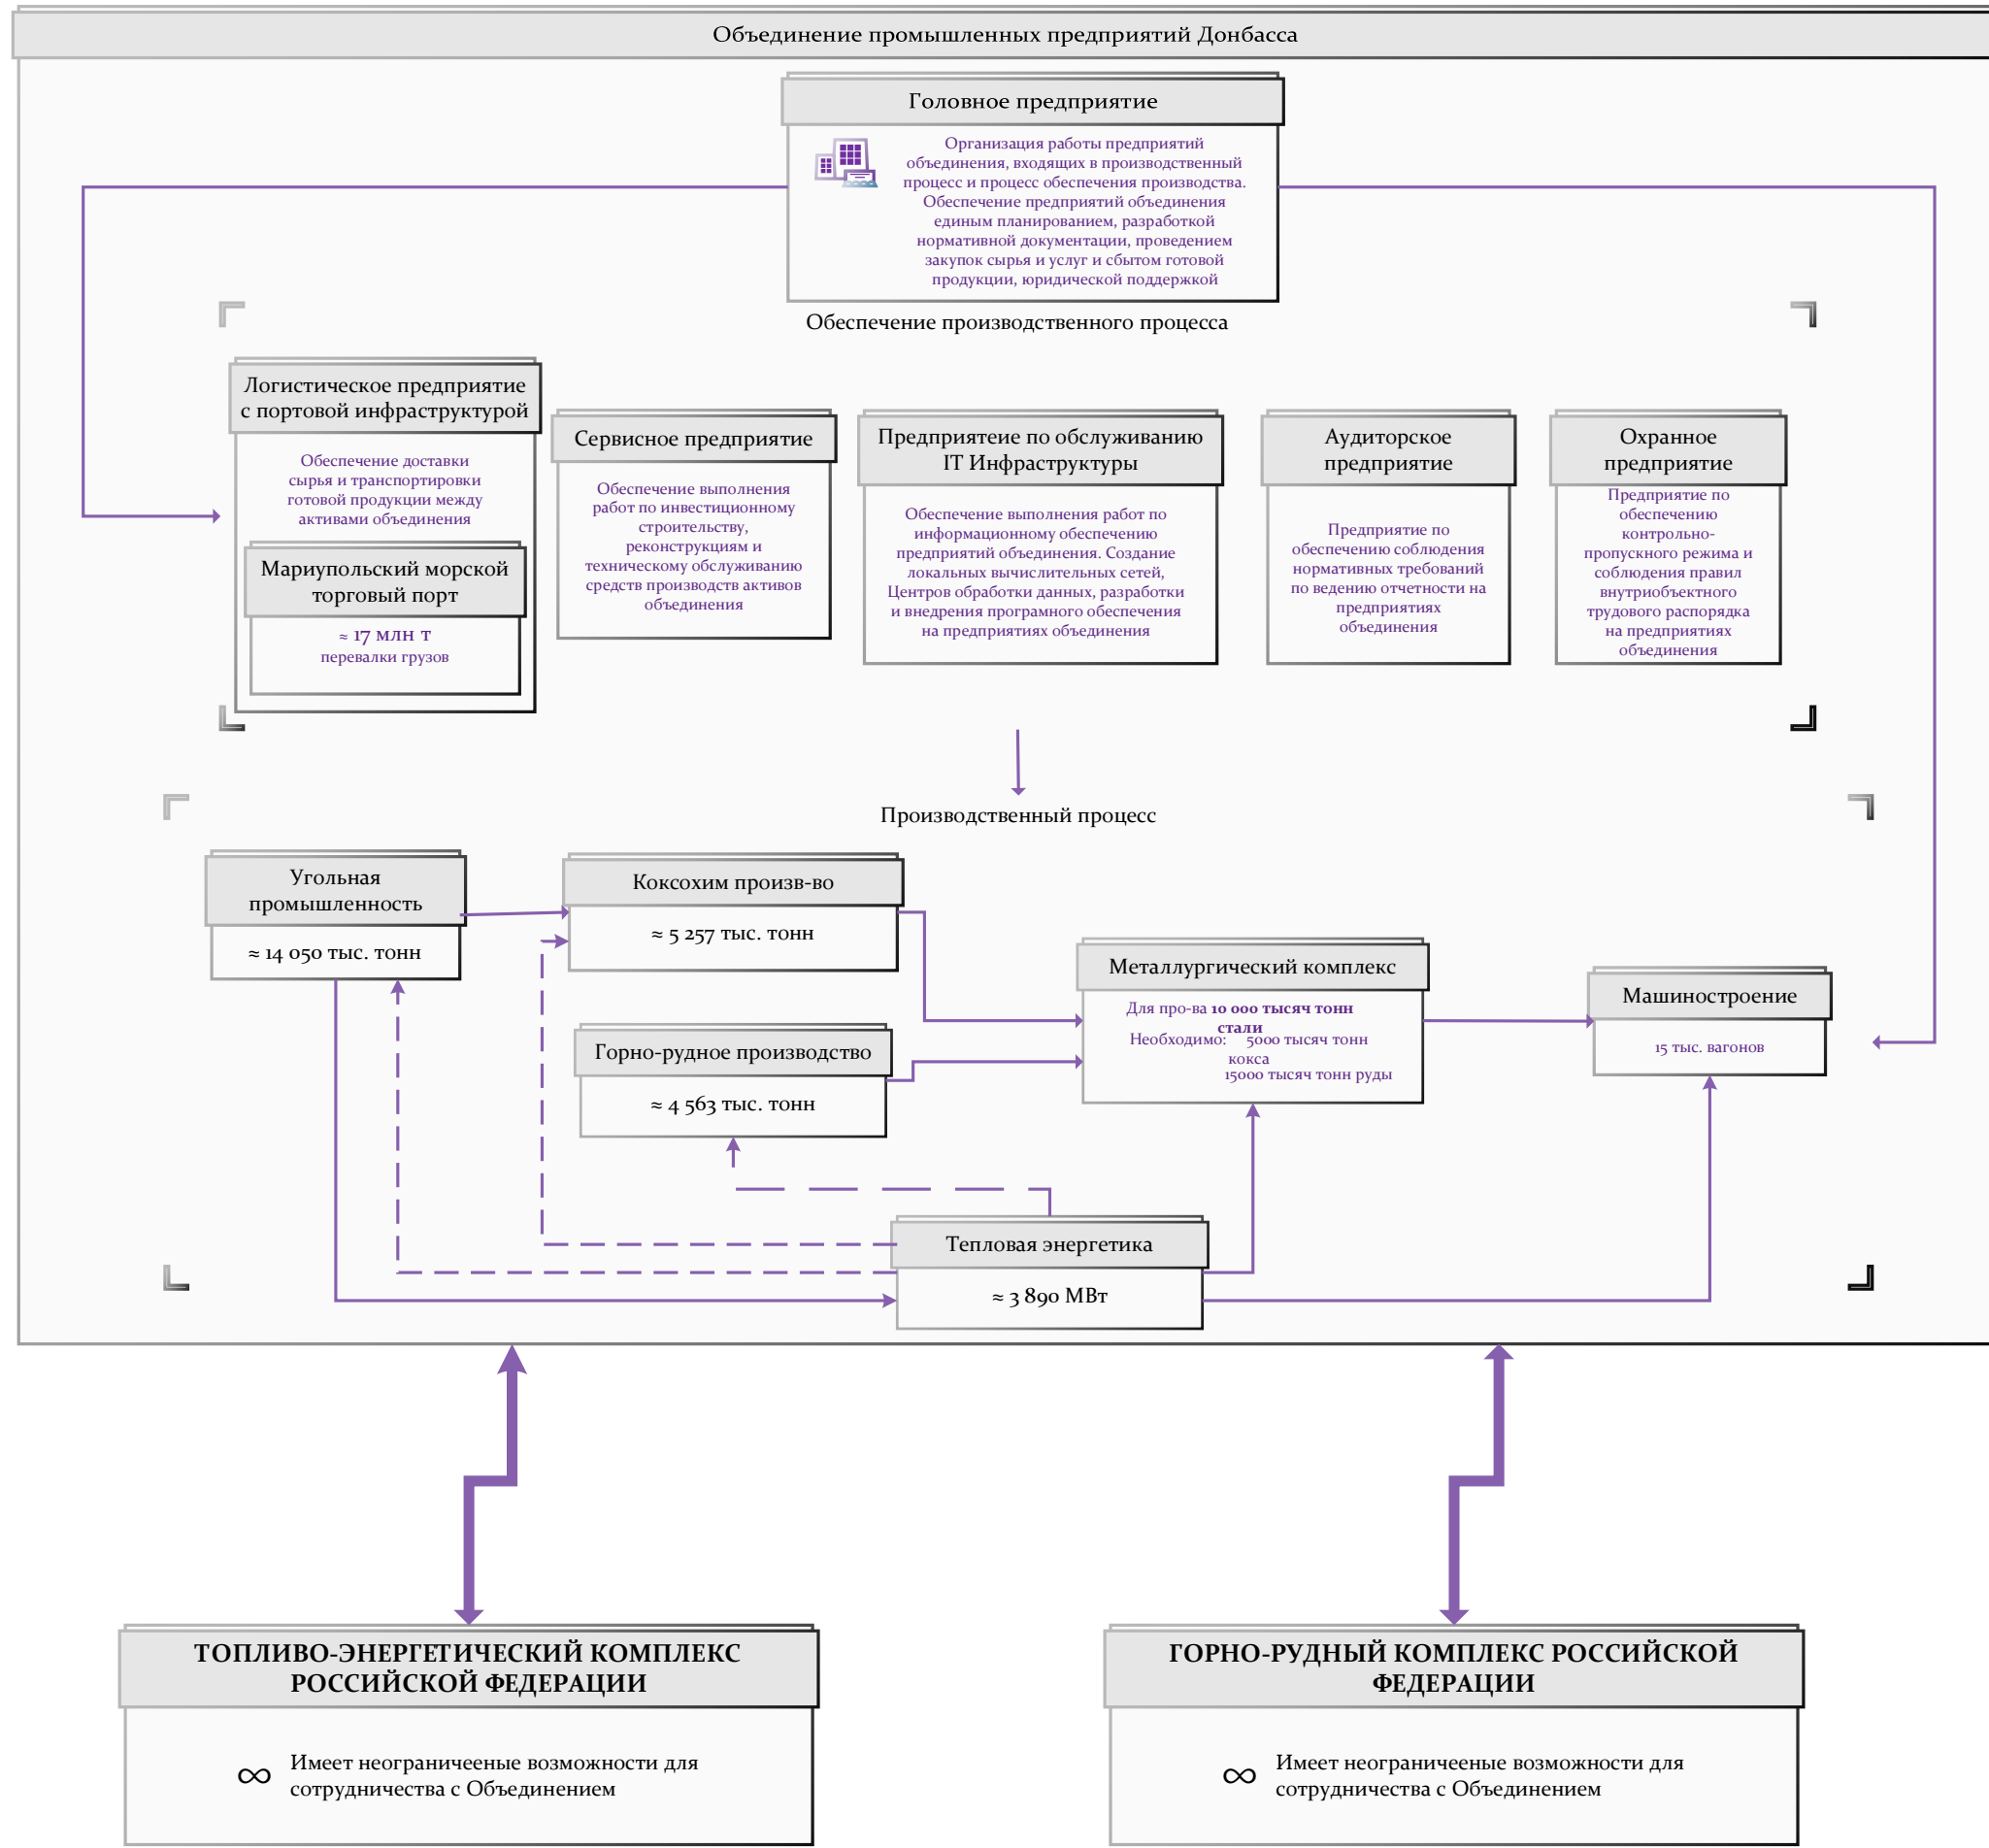 Объединение промышленных предприятий Донбасса
Головное предприятие
Организация работы предприятий
объединения, входящих в производственный
процесс и процесс обеспечения производства.
Обеспечение предприятий объединения
единым планированием, разработкой
нормативной документации, проведением
закупок сырья и услуг и сбытом готовой
продукции, юридической поддержкой
Обеспечение производственного процесса
Логистическое предприятие
с портовой инфраструктурой
Обеспечение доставки
сырья и транспортировки
готовой продукции между
активами объединения
Мариупольский морской
торговый порт
≈ 17 млн т
перевалки грузов
Сервисное предприятие
Обеспечение выполнения
работ по инвестиционному
строительству,
реконструкциям и
техническому обслуживанию
средств производств активов
объединения
Предприятеие по обслуживанию
IT Инфраструктуры
Обеспечение выполнения работ по
информационному обеспечению
предприятий объединения. Создание
локальных вычислительных сетей,
Центров обработки данных, разработки
и внедрения програмного обеспечения
на предприятиях объединения
Аудиторское
предприятие
Предприятие по
обеспечению соблюдения
нормативных требований
по ведению отчетности на
предприятиях
объединения
Охранное
предприятие
Предприятие по
обеспечению
контрольно-
пропускного режима и
соблюдения правил
внутриобъектного
трудового распорядка
на предприятиях
объединения
Производственный процесс
Угольная
промышленность
≈ 14 050 тыс. тонн
Коксохим произв-во
≈ 5 257 тыс. тонн
Горно-рудное производство
≈ 4 563 тыс. тонн
Металлургический комплекс
Для про-ва 10 000 тысяч тонн
стали
Необходимо: 5000 тысяч тонн
кокса
15000 тысяч тонн руды
Машиностроение
15 тыс. вагонов
Тепловая энергетика
≈ 3 890 МВт
ТОПЛИВО-ЭНЕРГЕТИЧЕСКИЙ КОМПЛЕКС
РОССИЙСКОЙ ФЕДЕРАЦИИ
∞ Имеет неограничееные возможности для
сотрудничества с Объединением
ГОРНО-РУДНЫЙ КОМПЛЕКС РОССИЙСКОЙ
ФЕДЕРАЦИИ
∞ Имеет неограничееные возможности для
сотрудничества с Объединением